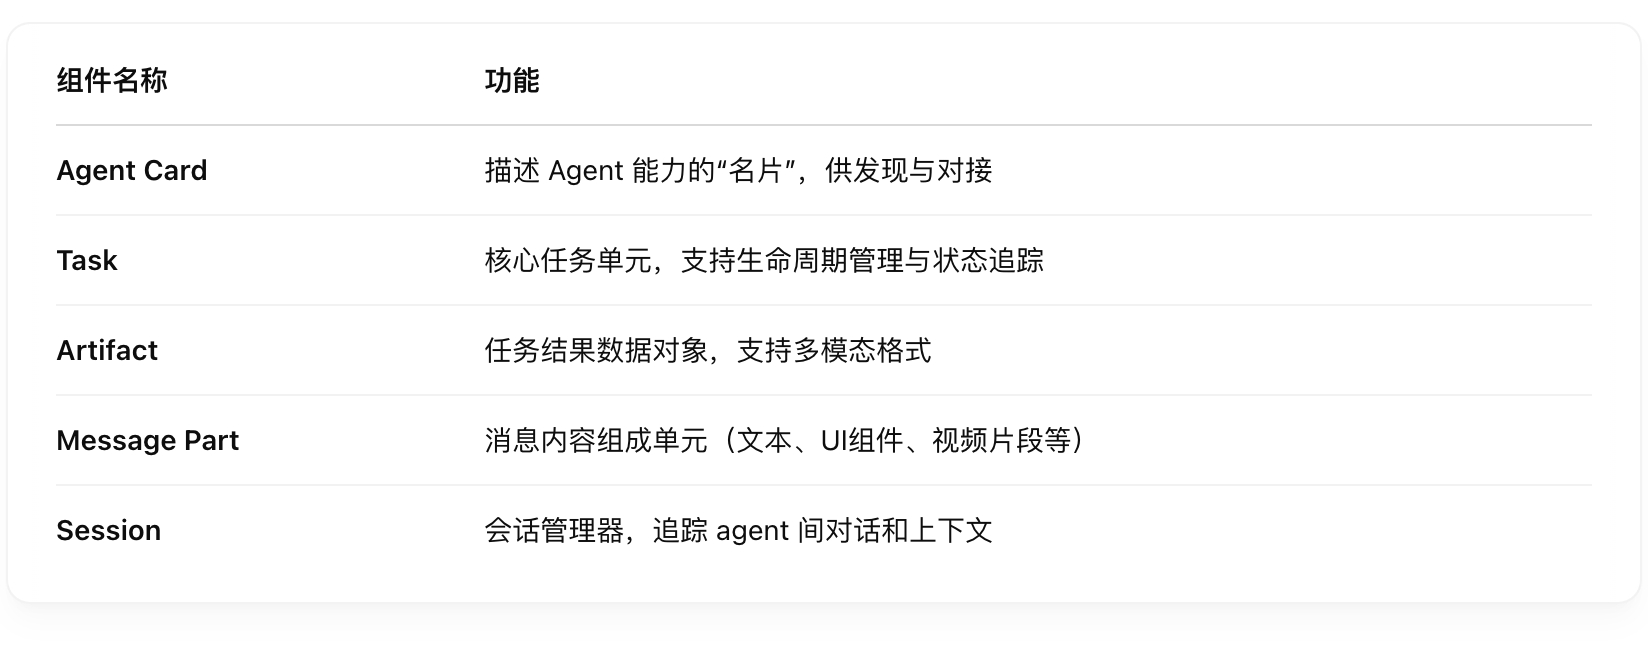 组件名称 功能
Agent Card 描述 Agent 能力的“名片”，供发现与对接
Task 核心任务单元，支持生命周期管理与状态追踪
Artifact 任务结果数据对象，支持多模态格式
Message Part 消息内容组成单元（文本、UI组件、视频片段等）
Session 会话管理器，追踪 agent 间对话和上下文